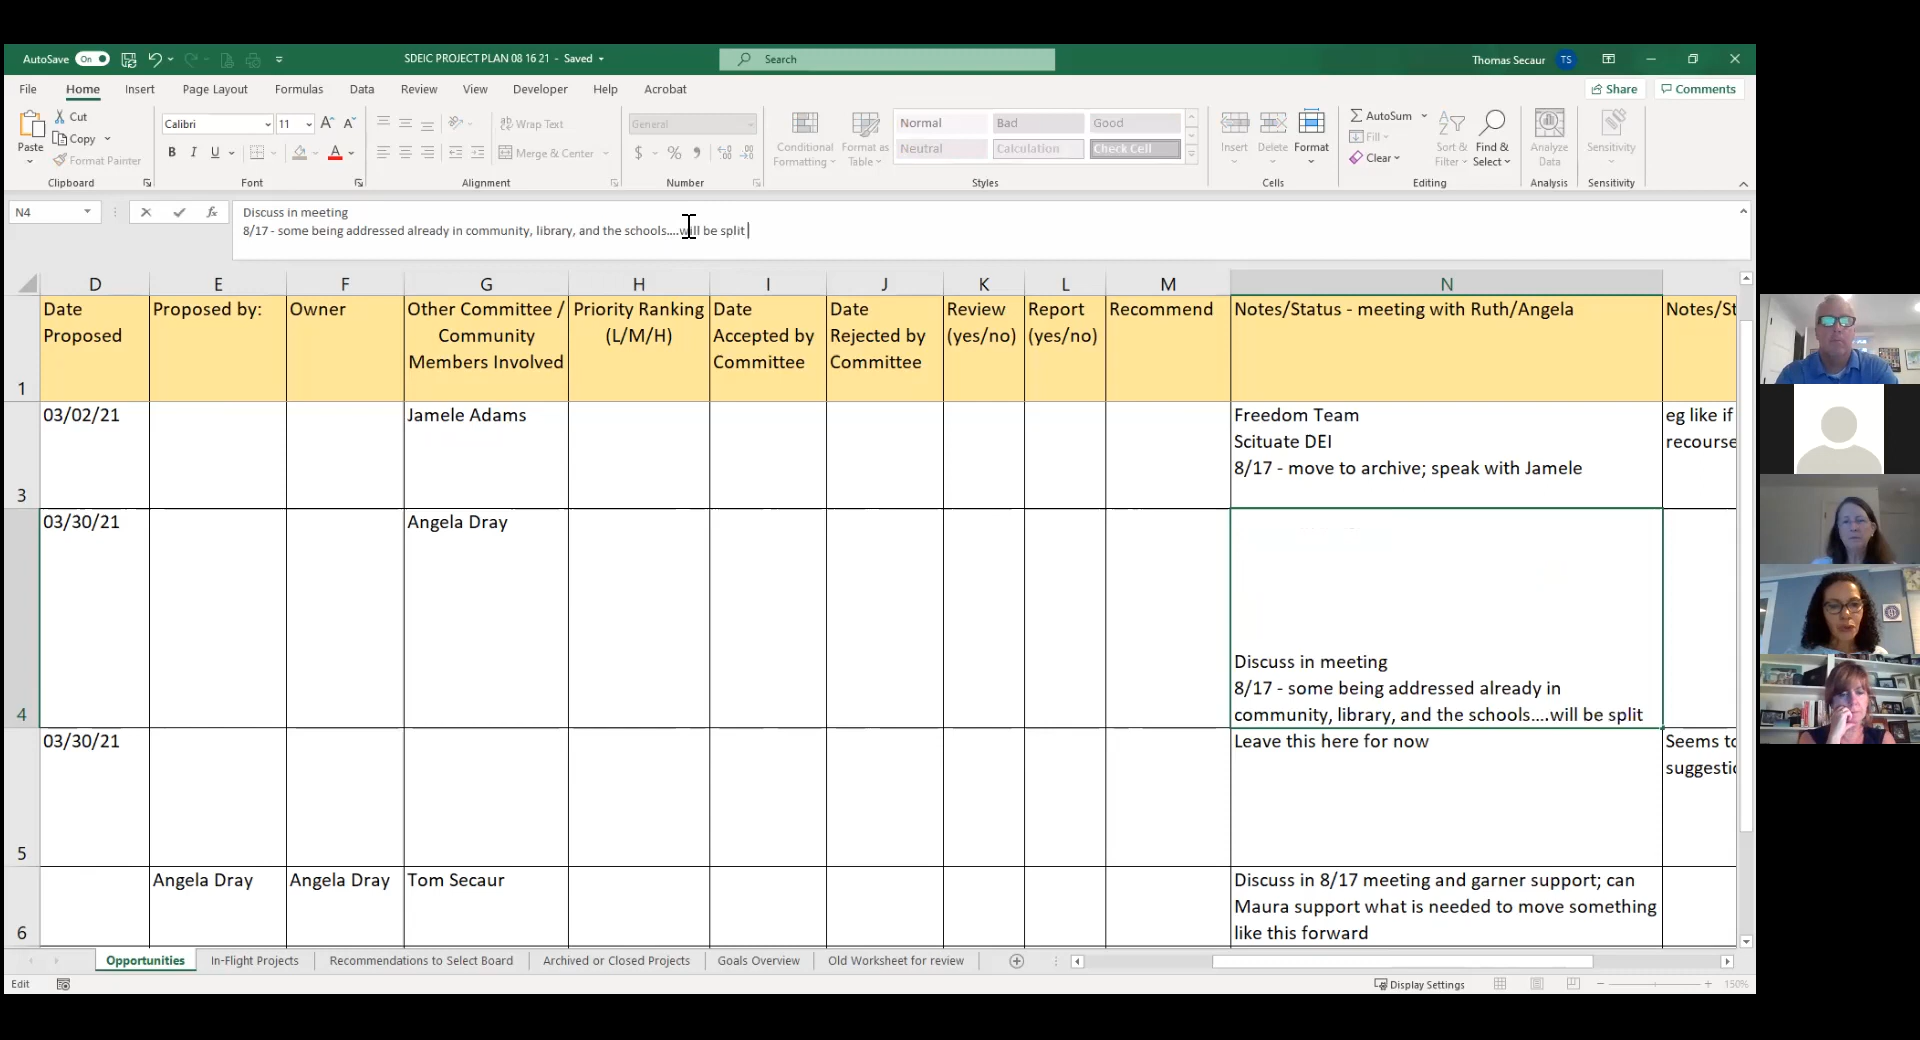 AutoSave On SDEIC PROJECT PLAN 08 16 21 - Saved Search Thomas Secaur TS
File Home Insert Page Layout Formulas Data Review View Developer Help Acrobat Share Comments
Paste Cut Copy Format Painter
Calibri 11 A A
B I U A
Wrap Text
Merge & Center
General
$ % ,
Conditional Formatting
Format as Table
Normal Bad Good
Neutral Calculation Check Cell
Insert Delete Format
AutoSum
Fill
Clear
Sort & Filter
Find & Select
Analyze Data
Sensitivity
Clipboard Font Alignment Number Styles Cells Editing Analysis Sensitivity
N4 fx Discuss in meeting
8/17 - some being addressed already in community, library, and the schools....will be split
D E F G H I J K L M N
1
Date Proposed
Proposed by:
Owner
Other Committee / Community Members Involved
Priority Ranking (L/M/H)
Date Accepted by Committee
Date Rejected by Committee
Review (yes/no)
Report (yes/no)
Recommend
Notes/Status - meeting with Ruth/Angela
Notes/St
3
03/02/21
Jamele Adams
Freedom Team
Scituate DEI
8/17 - move to archive; speak with Jamele
eg like if
recourse
4
03/30/21
Angela Dray
Discuss in meeting
8/17 - some being addressed already in
community, library, and the schools....will be split
5
03/30/21
Leave this here for now
Seems to
suggestic
6
Angela Dray
Angela Dray
Tom Secaur
Discuss in 8/17 meeting and garner support; can
Maura support what is needed to move something
like this forward
Opportunities In-Flight Projects Recommendations to Select Board Archived or Closed Projects Goals Overview Old Worksheet for review
Edit Display Settings 150%